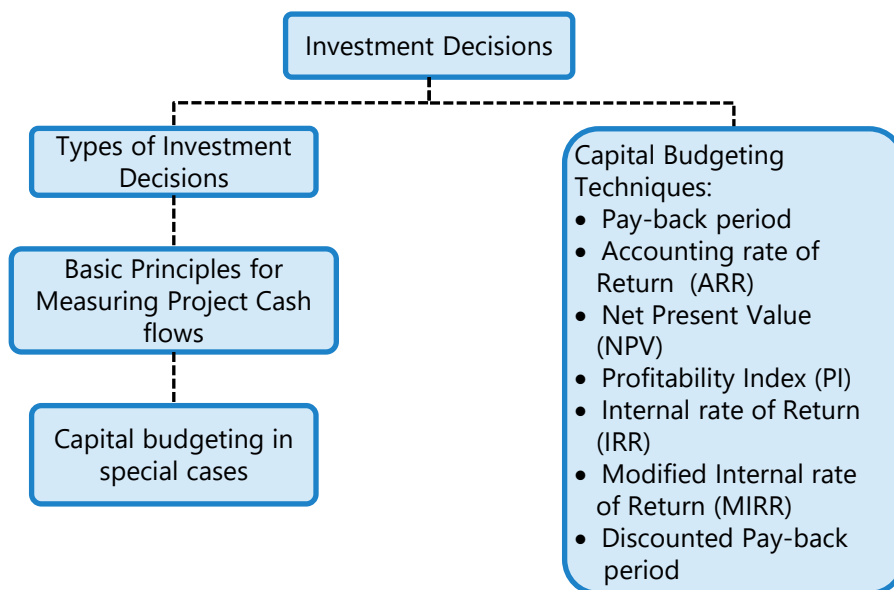 Investment Decisions
Types of Investment
Decisions
Basic Principles for
Measuring Project Cash
flows
Capital budgeting in
special cases
Capital Budgeting
Techniques:
• Pay-back period
• Accounting rate of
Return (ARR)
• Net Present Value
(NPV)
• Profitability Index (PI)
• Internal rate of Return
(IRR)
• Modified Internal rate
of Return (MIRR)
• Discounted Pay-back
period